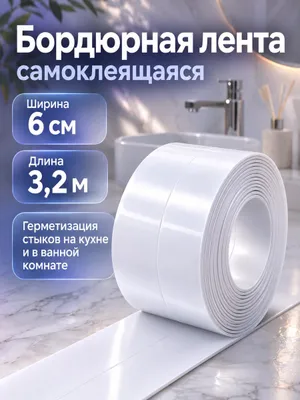 Бордюрная лента
самоклеящаяся
Ширина
6 см
Длина
3,2 м
Герметизация
стыков на кухне
и в ванной
комнате